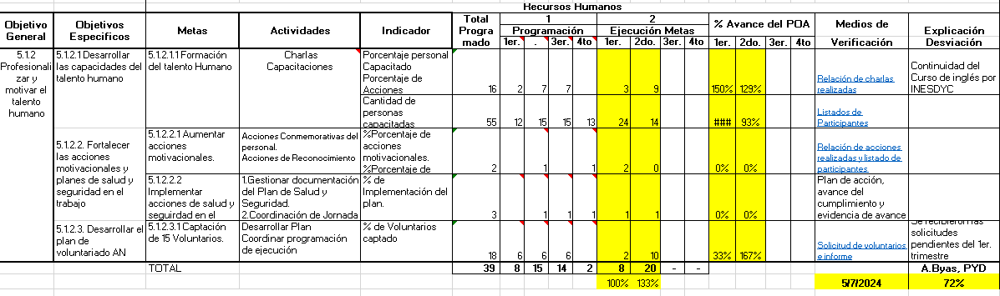 Recursos Humanos
Objetivo General | Objetivos Específicos | Metas | Actividades | Indicador | Total Progra mado | 1 Programación | 2 Ejecución Metas | % Avance del POA | Medios de Verificación | Explicación Desviación
1er. . 3er. 4to | 1er. 2do. 3er. 4to | 1er. 2do. 3er. 4to
5.1.2 Profesionali zar y motivar el talento humano
5.1.2.1 Desarrollar las capacidades del talento humano
5.1.2.1.1 Formación del talento Humano
Charlas
Capacitaciones
Porcentaje personal Capacitado
Porcentaje de Acciones
16 2 7 7 3 9 150% 129%
Relación de charlas realizadas
Continuidad del Curso de inglés por INESDYC
Cantidad de personas capacitadas
55 12 15 15 13 24 14 ### 93%
Listados de Participantes
5.1.2.2. Fortalecer las acciones motivacionales y planes de salud y seguridad en el trabajo
5.1.2.2.1 Aumentar acciones motivacionales.
Acciones Conmemorativas del personal.
Acciones de Reconocimiento
%Porcentaje de acciones motivacionales.
%Porcentaje de
2 1 1 2 0 0% 0%
Relación de acciones realizadas y listado de participantes
5.1.2.2.2 Implementar acciones de salud y seguirdad en el
1.Gestionar documentación del Plan de Salud y Seguridad.
2.Coordinación de Jornada
% de Implementación del plan.
3 1 1 1 1 1 0% 0%
Plan de acción, avance del cumplimiento y evidencia de avance
5.1.2.3. Desarrollar el plan de voluntariado AN
5.1.2.3.1 Captación de 15 Voluntarios.
Desarrollar Plan
Coordinar programación de ejecución
% de Voluntarios captado
18 6 6 6 2 10 33% 167%
Solicitud de voluntarios e informe
Se recibieron las solicitudes pendientes del 1er. trimestre
TOTAL 39 8 15 14 2 8 20 - - A.Byas, PYD
100% 133% 5/7/2024 72%